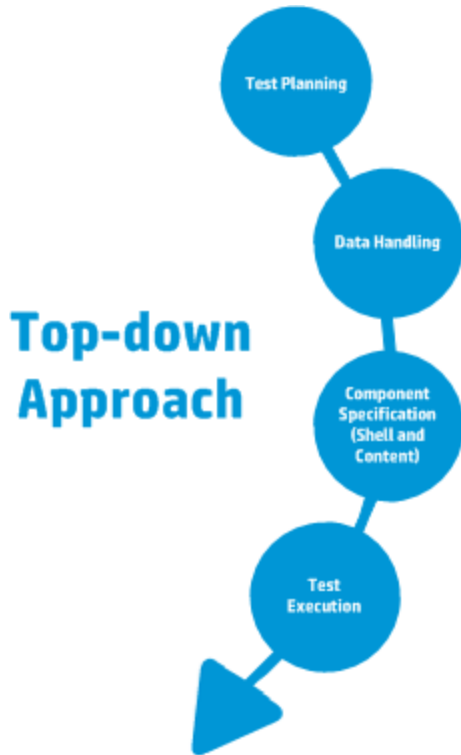 Test Planning
Data Handling
Top-down
Approach
Component
Specification
(Shell and
Content)
Test
Execution